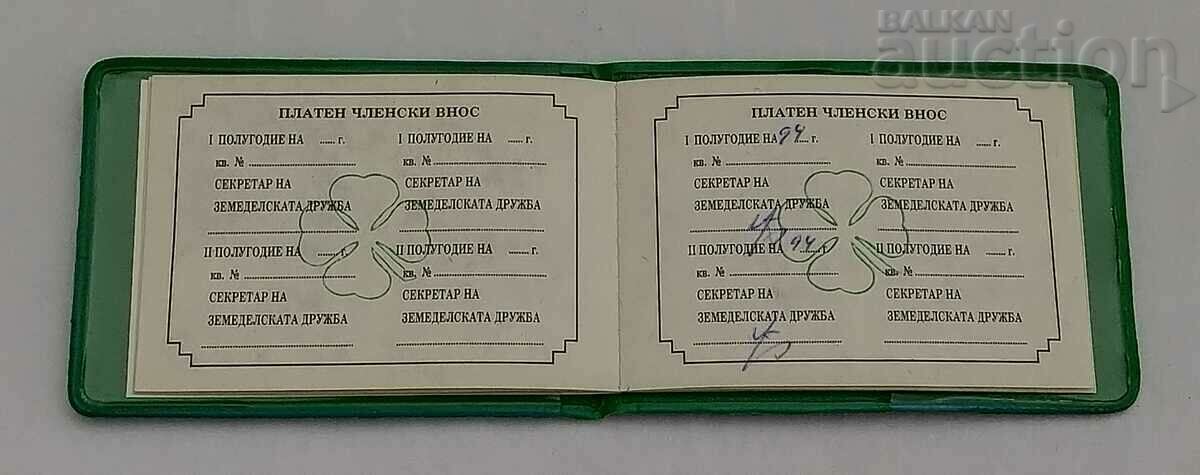 BALKAN
auction
ПЛАТЕН ЧЛЕНСКИ ВНОС
I ПОЛУГОДИЕ НА ...... г.
кв. № ..............................
СЕКРЕТАР НА
ЗЕМЕДЕЛСКАТА ДРУЖБА
II ПОЛУГОДИЕ НА ...... г.
кв. № ..............................
СЕКРЕТАР НА
ЗЕМЕДЕЛСКАТА ДРУЖБА
I ПОЛУГОДИЕ НА ...... г.
кв. № ..............................
СЕКРЕТАР НА
ЗЕМЕДЕЛСКАТА ДРУЖБА
II ПОЛУГОДИЕ НА ...... г.
кв. № ..............................
СЕКРЕТАР НА
ЗЕМЕДЕЛСКАТА ДРУЖБА
ПЛАТЕН ЧЛЕНСКИ ВНОС
I ПОЛУГОДИЕ НА 94 г.
кв. № ..............................
СЕКРЕТАР НА
ЗЕМЕДЕЛСКАТА ДРУЖБА
II ПОЛУГОДИЕ НА 94 г.
кв. № ..............................
СЕКРЕТАР НА
ЗЕМЕДЕЛСКАТА ДРУЖБА
I ПОЛУГОДИЕ НА ...... г.
кв. № ..............................
СЕКРЕТАР НА
ЗЕМЕДЕЛСКАТА ДРУЖБА
II ПОЛУГОДИЕ НА ...... г.
кв. № ..............................
СЕКРЕТАР НА
ЗЕМЕДЕЛСКАТА ДРУЖБА